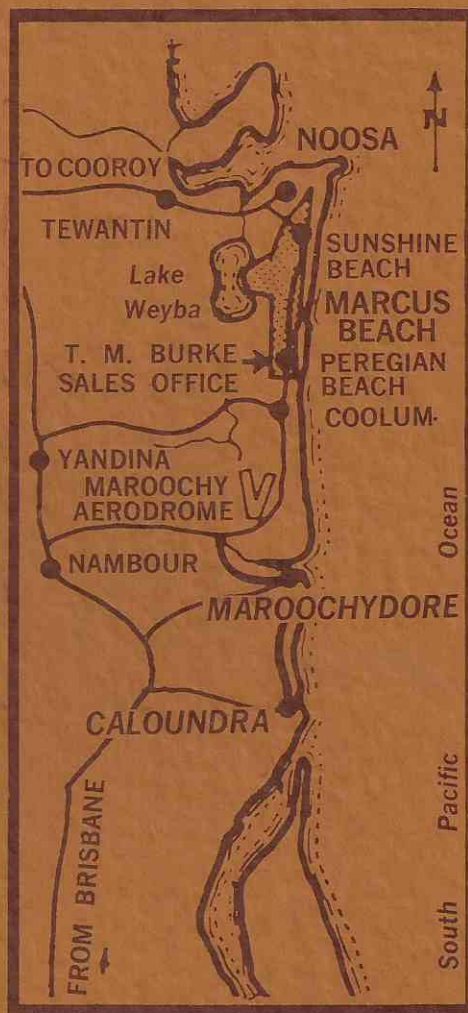 N
NOOSA
TO COOROY
TEWANTIN
SUNSHINE
BEACH
Lake
Weyba
MARCUS
BEACH
T. M. BURKE
SALES OFFICE
PEREGIAN
BEACH
COOLUM.
YANDINA
MAROOCHY
AERODROME
NAMBOUR
MAROOCHYDORE
CALOUNDRA
FROM BRISBANE
South Pacific Ocean